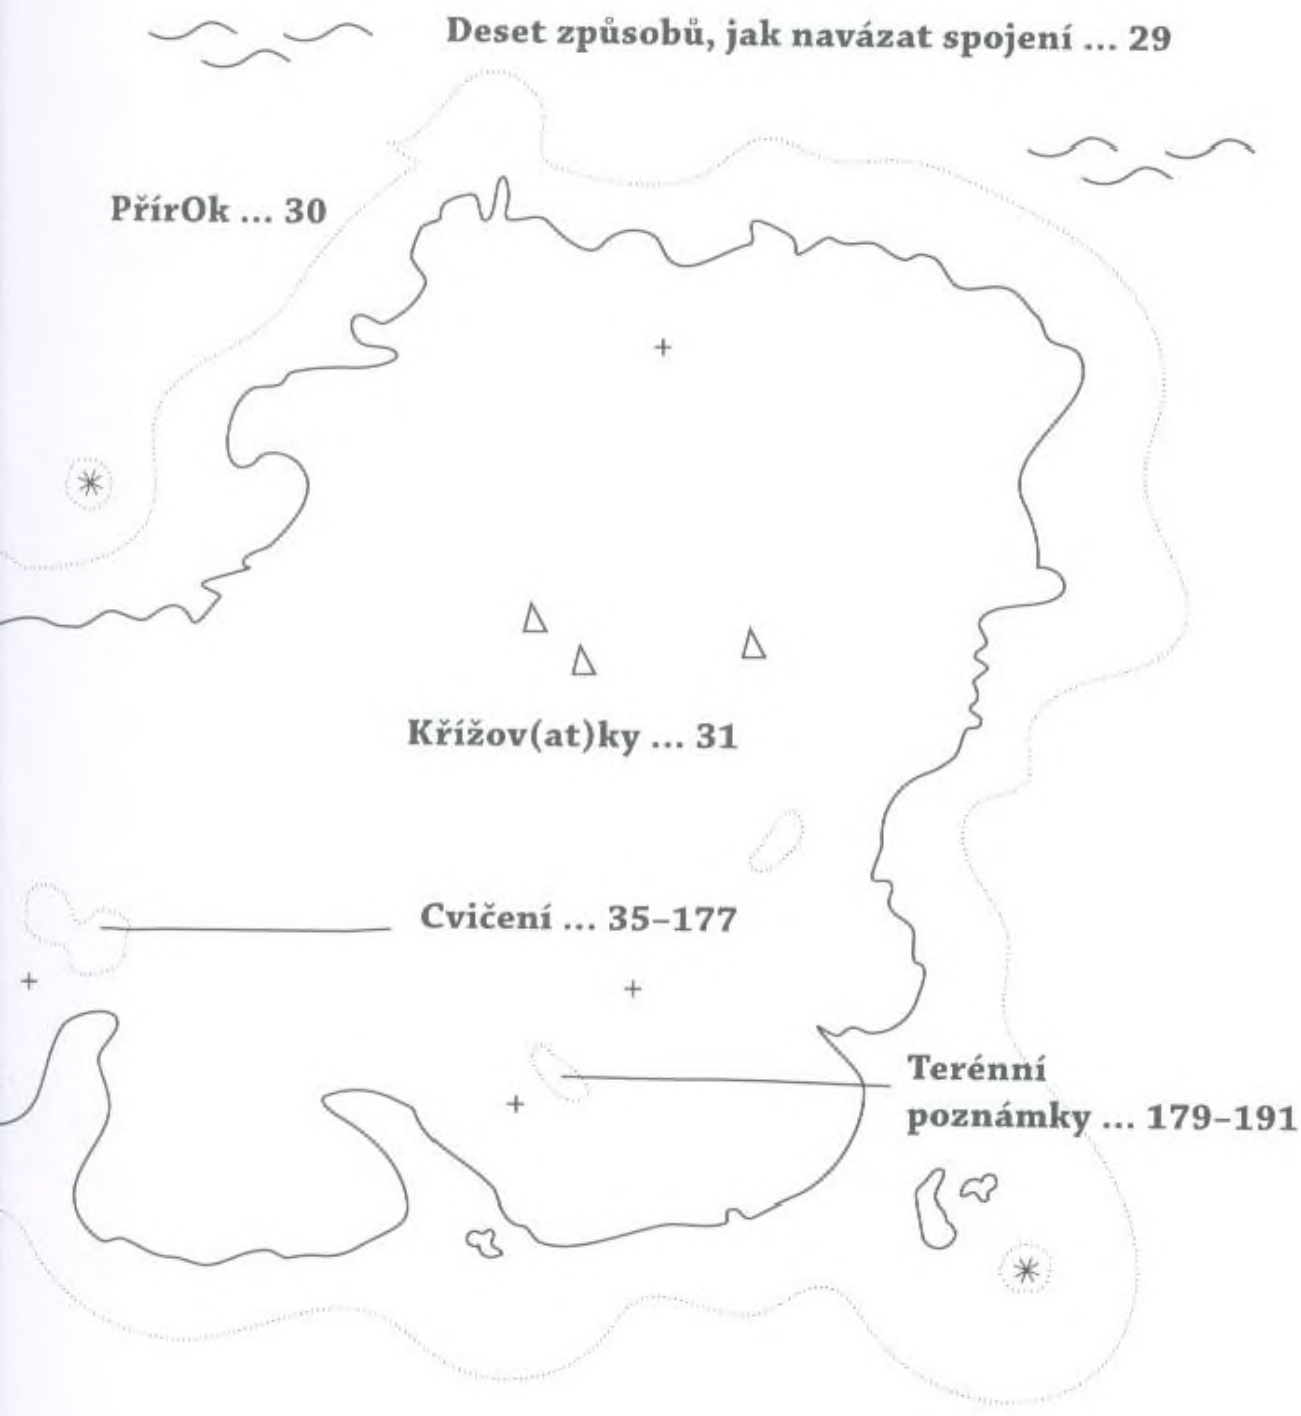 Deset způsobů, jak navázat spojení ... 29
PřírOk ... 30
Křížov(at)ky ... 31
Cvičení ... 35–177
Terénní
poznámky ... 179–191